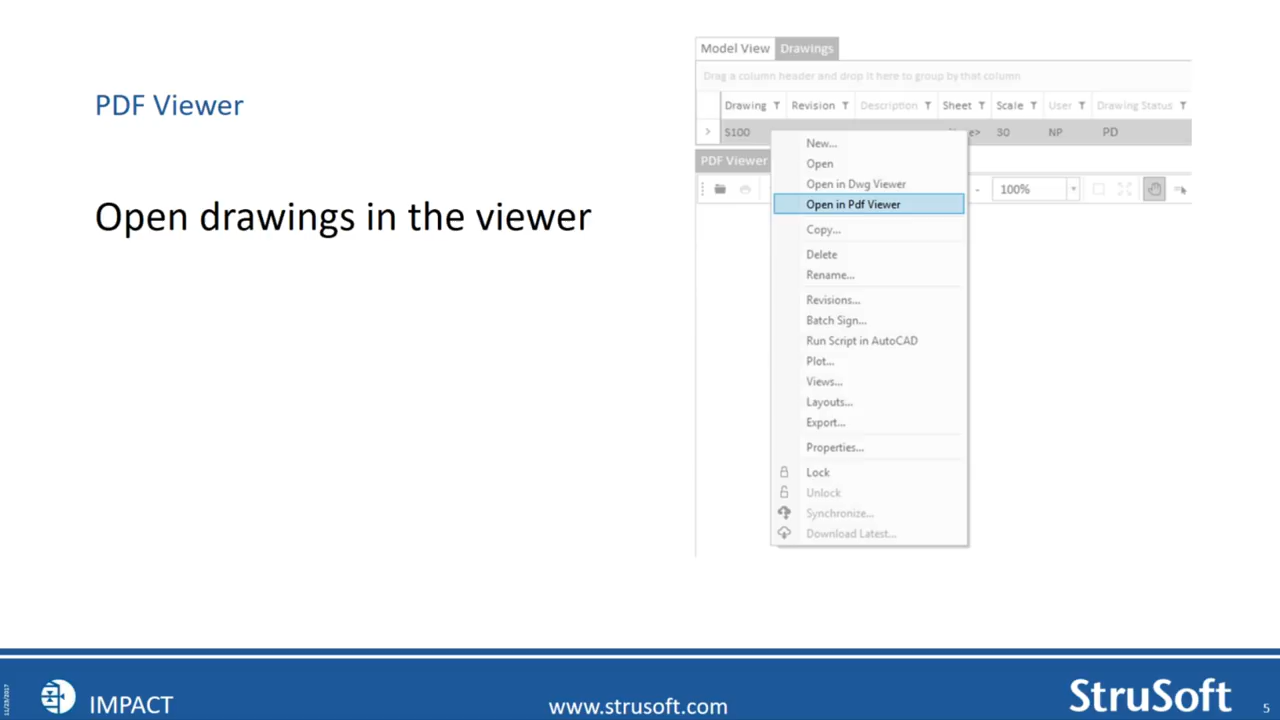 PDF Viewer
Open drawings in the viewer
Model View Drawings
Drag a column header and drop it here to group by that column
Drawing Revision Description Sheet Scale User Drawing Status
S100 e> 30 NP PD
PDF Viewer
100%
New...
Open
Open in Dwg Viewer
Open in Pdf Viewer
Copy...
Delete
Rename...
Revisions...
Batch Sign...
Run Script in AutoCAD
Plot...
Views...
Layouts...
Export...
Properties...
Lock
Unlock
Synchronize...
Download Latest...
11/23/2017
IMPACT
www.strusoft.com
StruSoft
5